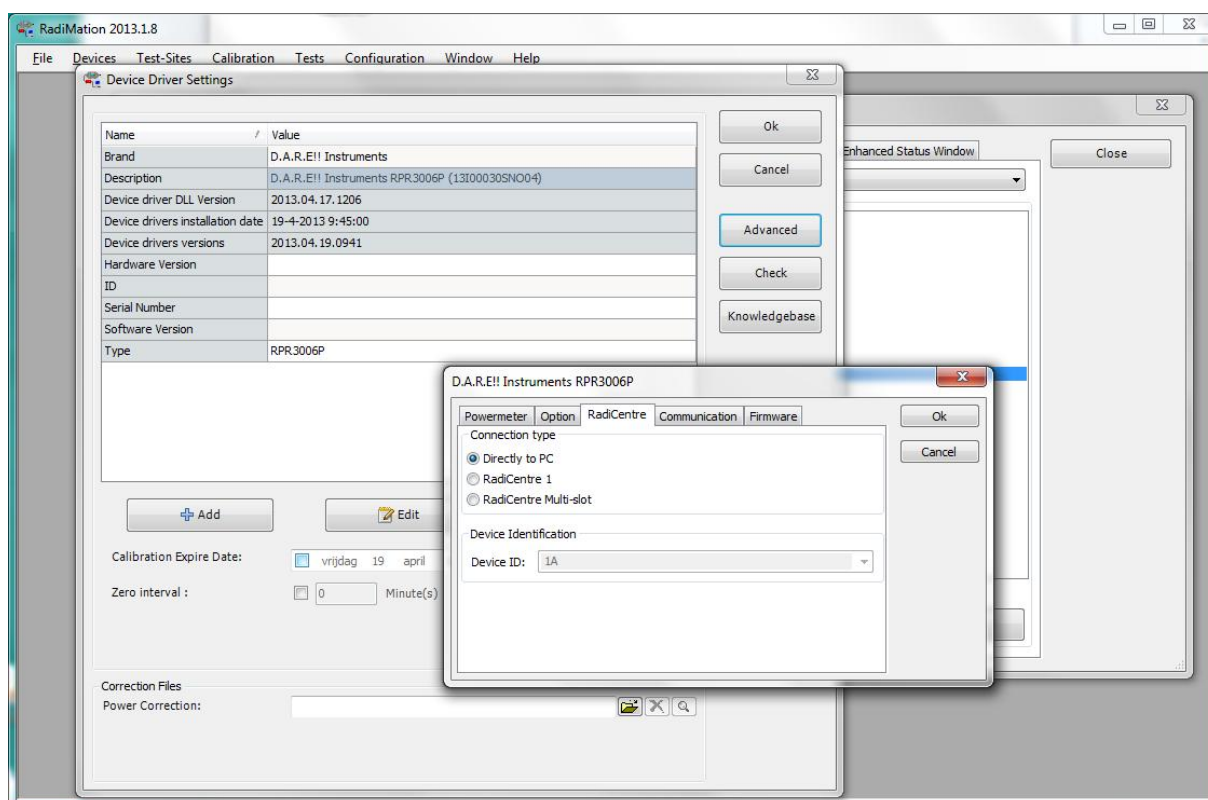 RadiMation 2013.1.8
File Devices Test-Sites Calibration Tests Configuration Window Help
Device Driver Settings
Name Value
Brand D.A.R.E!! Instruments
Description D.A.R.E!! Instruments RPR3006P (13I00030SNO04)
Device driver DLL Version 2013.04.17.1206
Device drivers installation date 19-4-2013 9:45:00
Device drivers versions 2013.04.19.0941
Hardware Version
ID
Serial Number
Software Version
Type RPR3006P
Ok
Cancel
Advanced
Check
Knowledgebase
Enhanced Status Window
Close
D.A.R.E!! Instruments RPR3006P
Powermeter Option RadiCentre Communication Firmware
Connection type
Directly to PC
RadiCentre 1
RadiCentre Multi-slot
Device Identification
Device ID: 1A
Ok
Cancel
Add Edit
Calibration Expire Date: vrijdag 19 april
Zero interval : 0 Minute(s)
Correction Files
Power Correction: